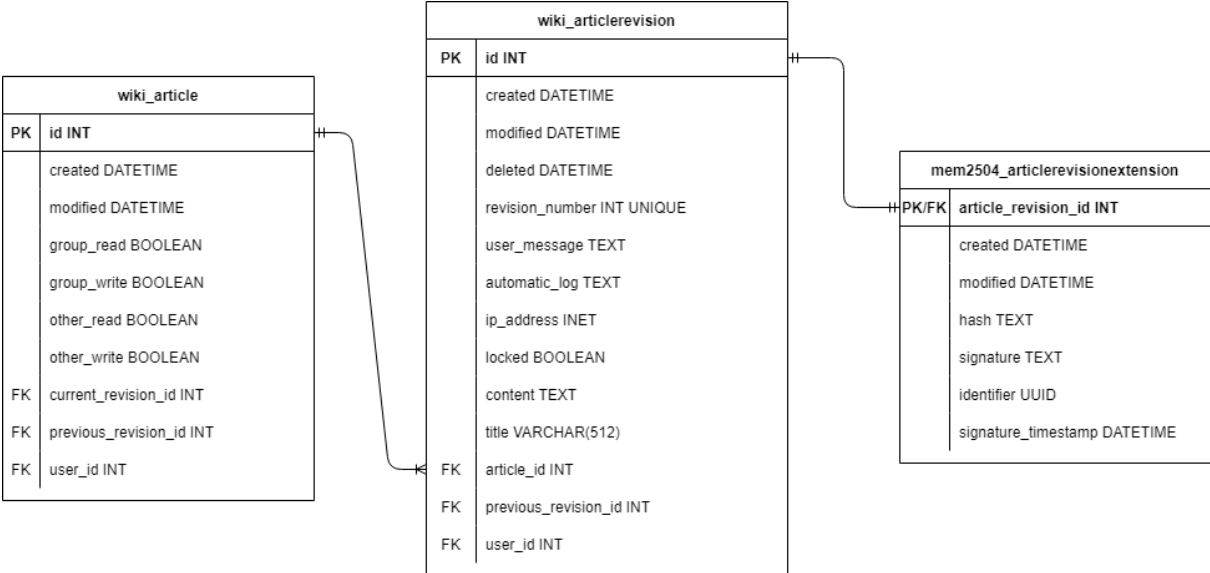 wiki_article
PK id INT
created DATETIME
modified DATETIME
group_read BOOLEAN
group_write BOOLEAN
other_read BOOLEAN
other_write BOOLEAN
FK current_revision_id INT
FK previous_revision_id INT
FK user_id INT
wiki_articlerevision
PK id INT
created DATETIME
modified DATETIME
deleted DATETIME
revision_number INT UNIQUE
user_message TEXT
automatic_log TEXT
ip_address INET
locked BOOLEAN
content TEXT
title VARCHAR(512)
FK article_id INT
FK previous_revision_id INT
FK user_id INT
mem2504_articlerevisionextension
PK/FK article_revision_id INT
created DATETIME
modified DATETIME
hash TEXT
signature TEXT
identifier UUID
signature_timestamp DATETIME